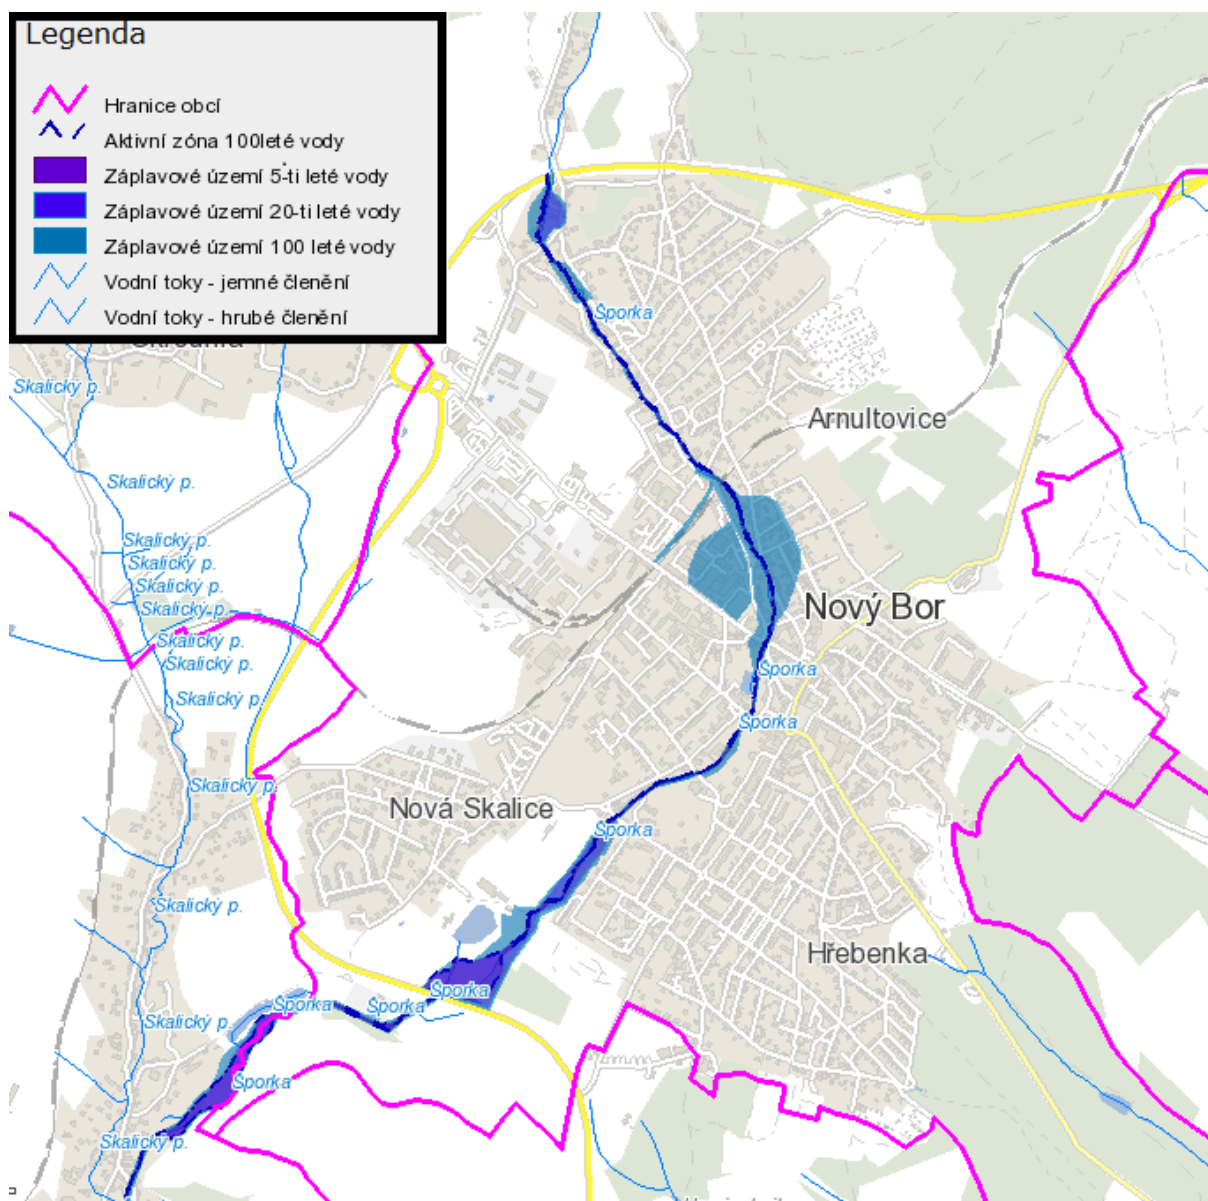 Legenda
Hranice obcí
Aktivní zóna 100leté vody
Záplavové území 5-ti leté vody
Záplavové území 20-ti leté vody
Záplavové území 100 leté vody
Vodní toky - jemné členění
Vodní toky - hrubé členění
Šporka
Skalický p.
Arnultovice
Skalický p.
Skalický p.
Skalický p.
Skalický p.
Skalický p.
Nový Bor
Skalický p.
Skalický p.
Šporka
Skalický p.
Šporka
Skalický p.
Nová Skalice
Šporka
Skalický p.
Hřebenka
Šporka
Šporka
Šporka
Skalický p.
Šporka
Skalický p.